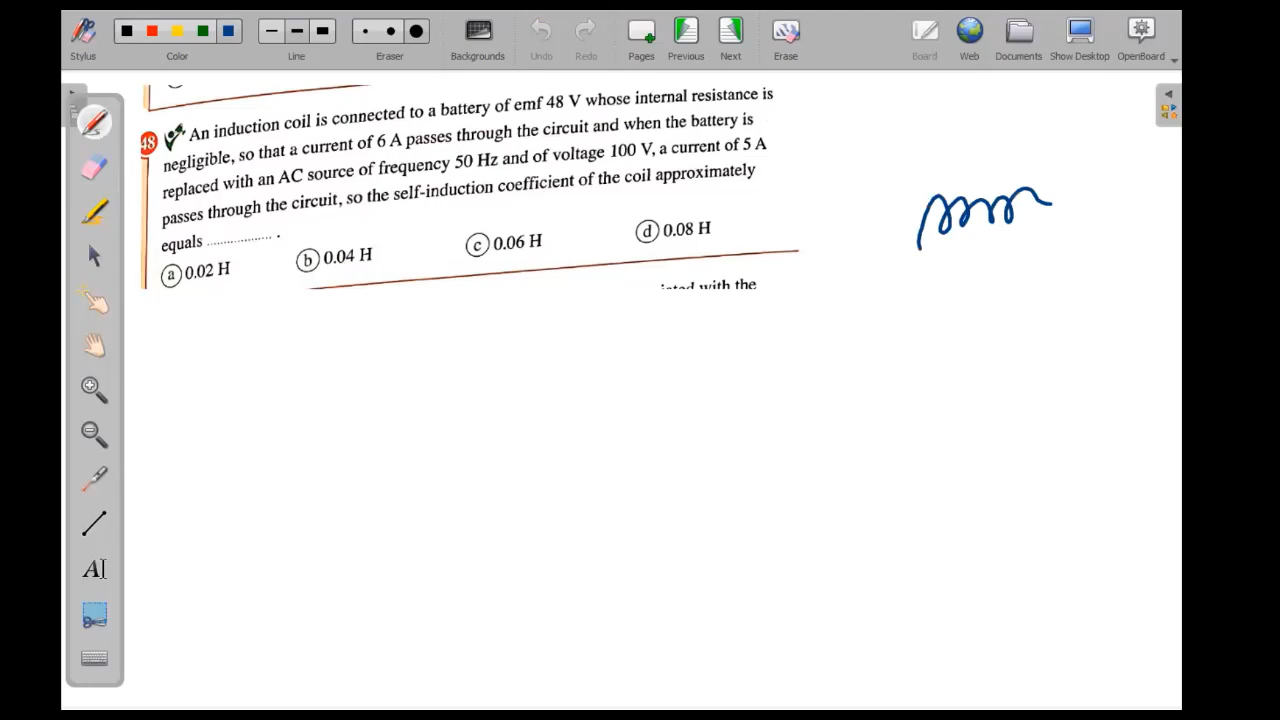 Stylus
Color
Line
Eraser
Backgrounds
Undo
Redo
Pages
Previous
Next
Erase
Board
Web
Documents
Show Desktop
OpenBoard
48 An induction coil is connected to a battery of emf 48 V whose internal resistance is
negligible, so that a current of 6 A passes through the circuit and when the battery is
replaced with an AC source of frequency 50 Hz and of voltage 100 V, a current of 5 A
passes through the circuit, so the self-induction coefficient of the coil approximately
equals ................... .
a 0.02 H
b 0.04 H
c 0.06 H
d 0.08 H
with the
A